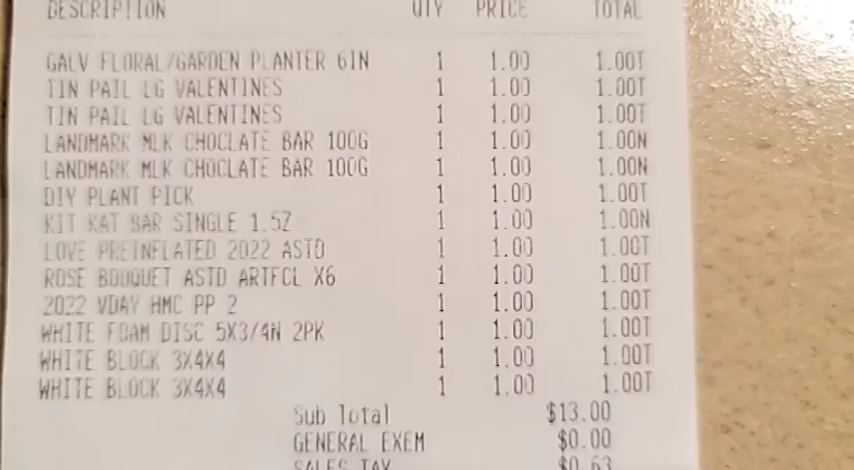 DESCRIPTION QTY PRICE TOTAL
GALV FLORAL/GARDEN PLANTER 6IN 1 1.00 1.00T
TIN PAIL LG VALENTINES 1 1.00 1.00T
TIN PAIL LG VALENTINES 1 1.00 1.00T
LANDMARK MLK CHOCLATE BAR 100G 1 1.00 1.00N
LANDMARK MLK CHOCLATE BAR 100G 1 1.00 1.00N
DIY PLANT PICK 1 1.00 1.00T
KIT KAT BAR SINGLE 1.5Z 1 1.00 1.00N
LOVE PREINFLATED 2022 ASTD 1 1.00 1.00T
ROSE BOUQUET ASTD ARTFCL X6 1 1.00 1.00T
2022 VDAY HMC PP 2 1 1.00 1.00T
WHITE FOAM DISC 5X3/4N 2PK 1 1.00 1.00T
WHITE BLOCK 3X4X4 1 1.00 1.00T
WHITE BLOCK 3X4X4 1 1.00 1.00T
Sub Total $13.00
GENERAL EXEM $0.00
SALES TAX $0.63